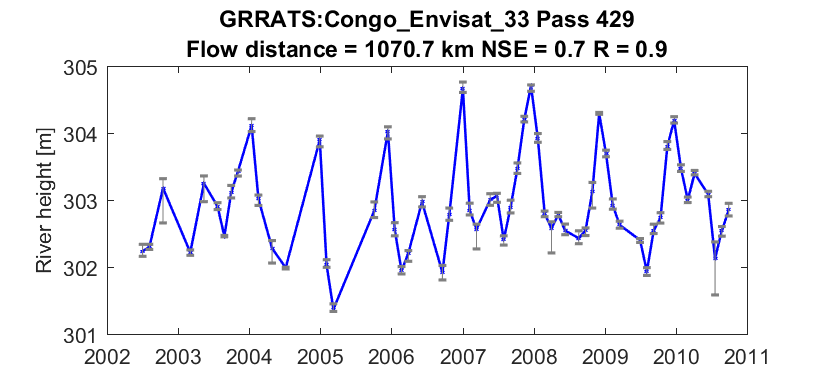 GRRATS:Congo_Envisat_33 Pass 429
Flow distance = 1070.7 km NSE = 0.7 R = 0.9
River height [m]
305
304
303
302
301
2002 2003 2004 2005 2006 2007 2008 2009 2010 2011